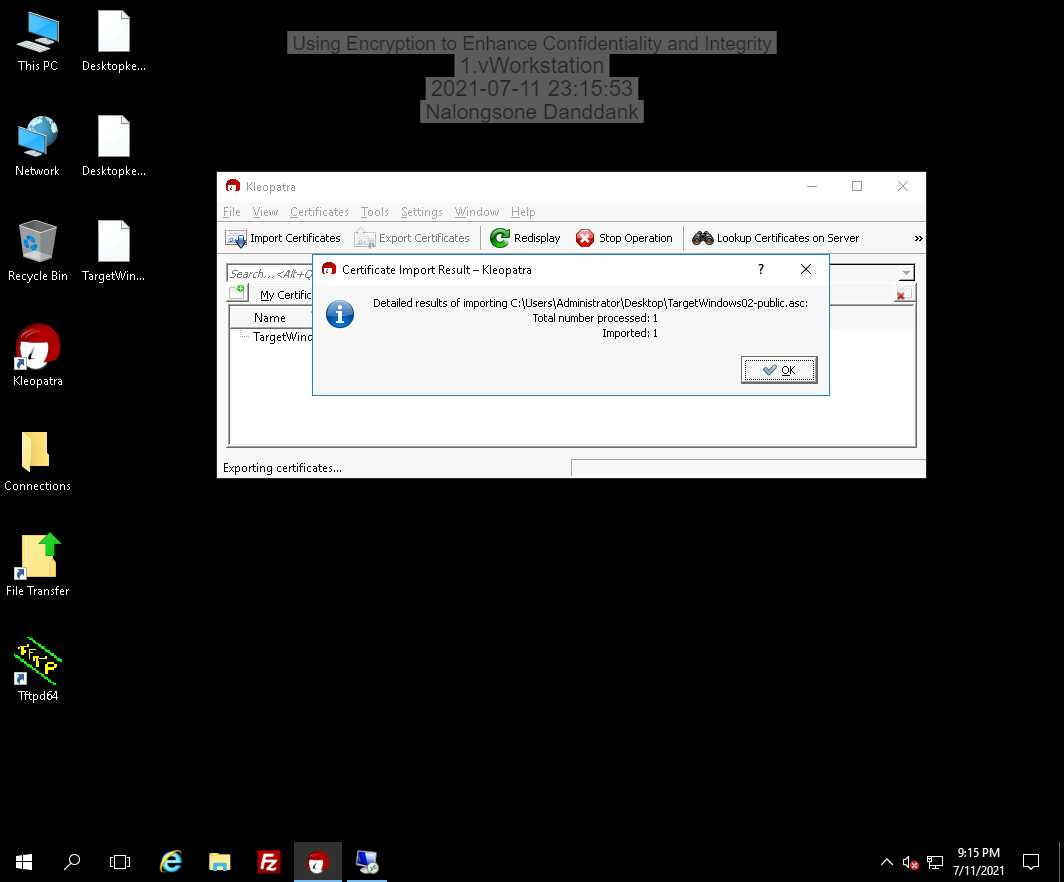 Using Encryption to Enhance Confidentiality and Integrity
1.vWorkstation
2021-07-11 23:15:53
Nalongsone Danddank
This PC
Desktopke...
Network
Desktopke...
Recycle Bin
TargetWin...
Kleopatra
Connections
File Transfer
TFTP
Tftpd64
Kleopatra
File View Certificates Tools Settings Window Help
Import Certificates Export Certificates Redisplay Stop Operation Lookup Certificates on Server »
Search...<Alt+Q
My Certific
Name
TargetWind
Certificate Import Result – Kleopatra ?
Detailed results of importing C:\Users\Administrator\Desktop\TargetWindows02-public.asc:
Total number processed: 1
Imported: 1
OK
Exporting certificates...
Fz
9:15 PM
7/11/2021